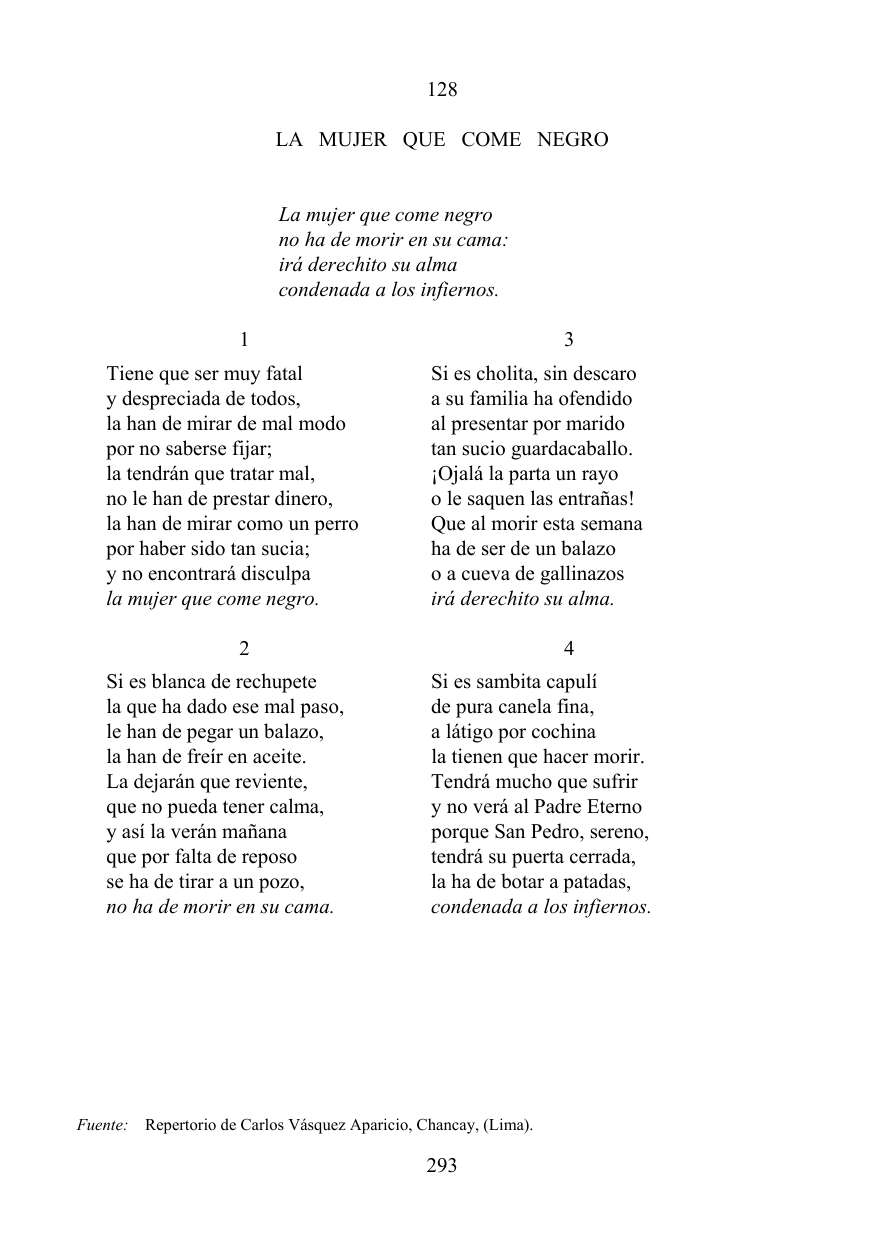 128
LA MUJER QUE COME NEGRO
La mujer que come negro
no ha de morir en su cama:
irá derechito su alma
condenada a los infiernos.
1
Tiene que ser muy fatal
y despreciada de todos,
la han de mirar de mal modo
por no saberse fijar;
la tendrán que tratar mal,
no le han de prestar dinero,
la han de mirar como un perro
por haber sido tan sucia;
y no encontrará disculpa
la mujer que come negro.
2
Si es blanca de rechupete
la que ha dado ese mal paso,
le han de pegar un balazo,
la han de freír en aceite.
La dejarán que reviente,
que no pueda tener calma,
y así la verán mañana
que por falta de reposo
se ha de tirar a un pozo,
no ha de morir en su cama.
3
Si es cholita, sin descaro
a su familia ha ofendido
al presentar por marido
tan sucio guardacaballo.
¡Ojalá la parta un rayo
o le saquen las entrañas!
Que al morir esta semana
ha de ser de un balazo
o a cueva de gallinazos
irá derechito su alma.
4
Si es sambita capulí
de pura canela fina,
a látigo por cochina
la tienen que hacer morir.
Tendrá mucho que sufrir
y no verá al Padre Eterno
porque San Pedro, sereno,
tendrá su puerta cerrada,
la ha de botar a patadas,
condenada a los infiernos.
Fuente: Repertorio de Carlos Vásquez Aparicio, Chancay, (Lima).
293